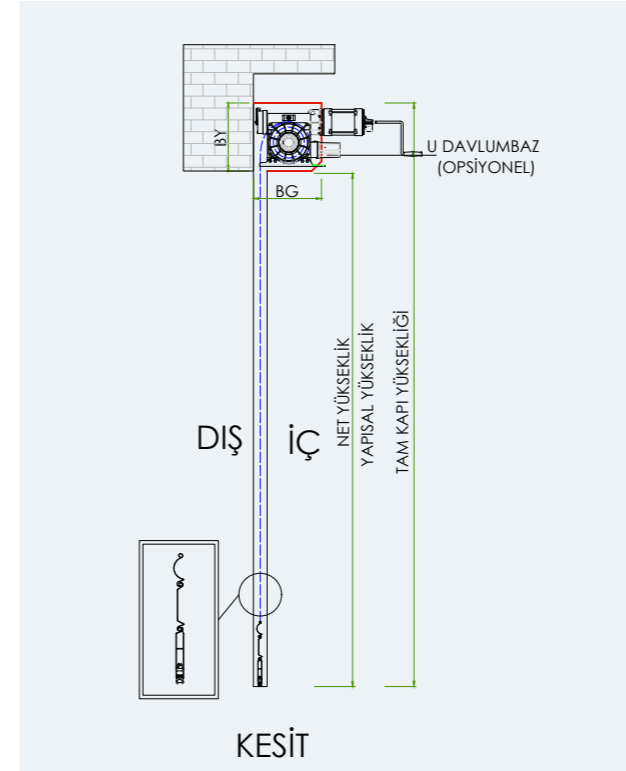 BY
U DAVLUMBAZ
(OPSİYONEL)
BG
NET YÜKSEKLİK
YAPISAL YÜKSEKLİK
TAM KAPI YÜKSEKLİĞİ
DIŞ
İÇ
KESİT